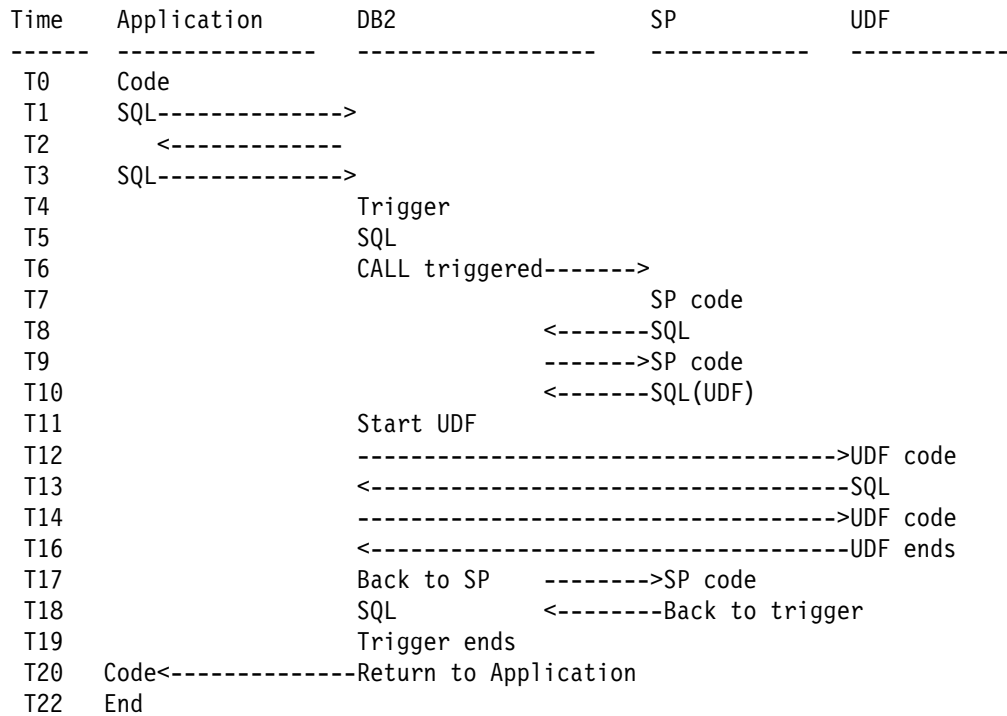 Time    Application      DB2                   SP            UDF
------  ---------------  ------------------    ------------  ------------
T0      Code
T1      SQL-------------->
T2         <-------------
T3      SQL-------------->
T4                       Trigger
T5                       SQL
T6                       CALL triggered------->
T7                                             SP code
T8                                     <-------SQL
T9                                     ------->SP code
T10                                    <-------SQL(UDF)
T11                      Start UDF
T12                      ------------------------------------>UDF code
T13                      <------------------------------------SQL
T14                      ------------------------------------>UDF code
T16                      <------------------------------------UDF ends
T17                      Back to SP    -------->SP code
T18                      SQL           <--------Back to trigger
T19                      Trigger ends
T20   Code<--------------Return to Application
T22   End